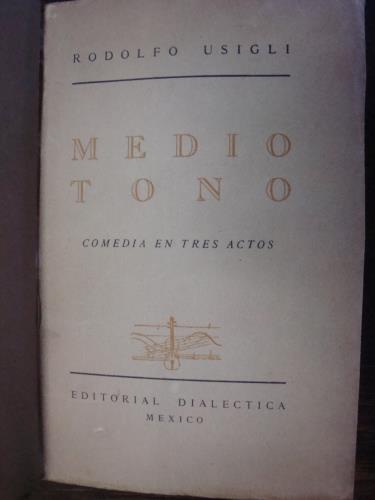 RODOLFO USIGLI
MEDIO
TONO
COMEDIA EN TRES ACTOS
EDITORIAL DIALECTICA
MEXICO